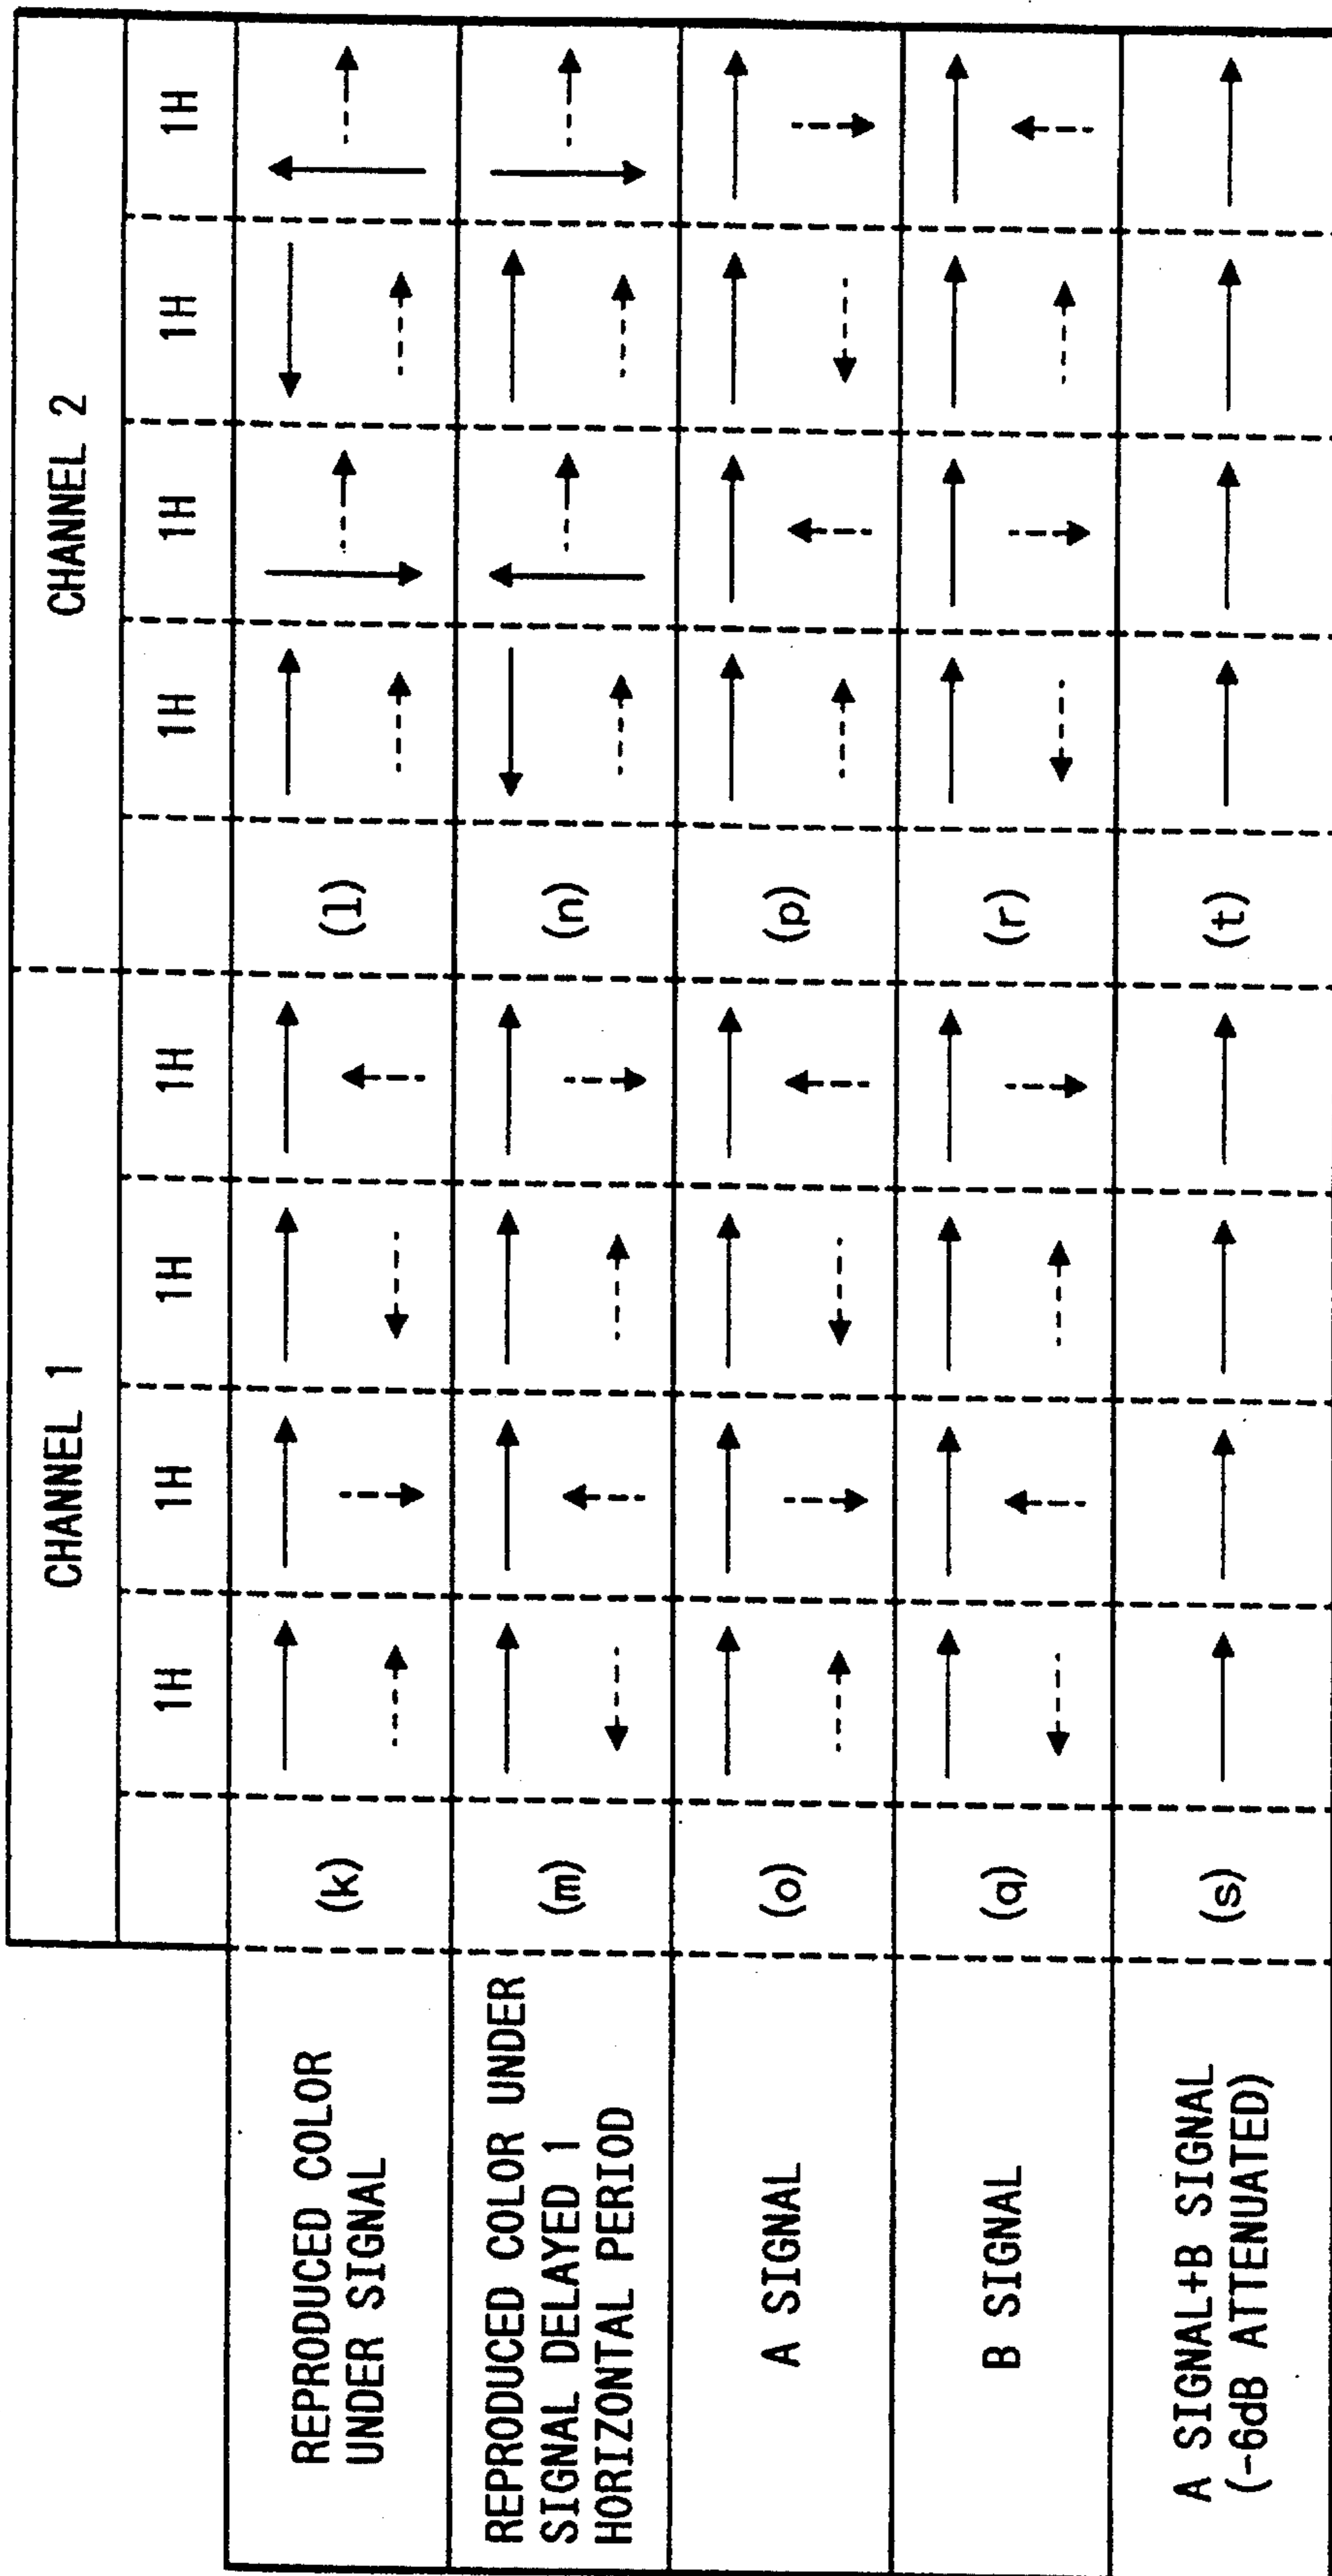 CHANNEL 1
CHANNEL 2
1H
1H
1H
1H
1H
1H
1H
1H
REPRODUCED COLOR
UNDER SIGNAL
(k)
(l)
REPRODUCED COLOR UNDER
SIGNAL DELAYED 1
HORIZONTAL PERIOD
(m)
(n)
A SIGNAL
(o)
(p)
B SIGNAL
(q)
(r)
A SIGNAL+B SIGNAL
(-6dB ATTENUATED)
(s)
(t)